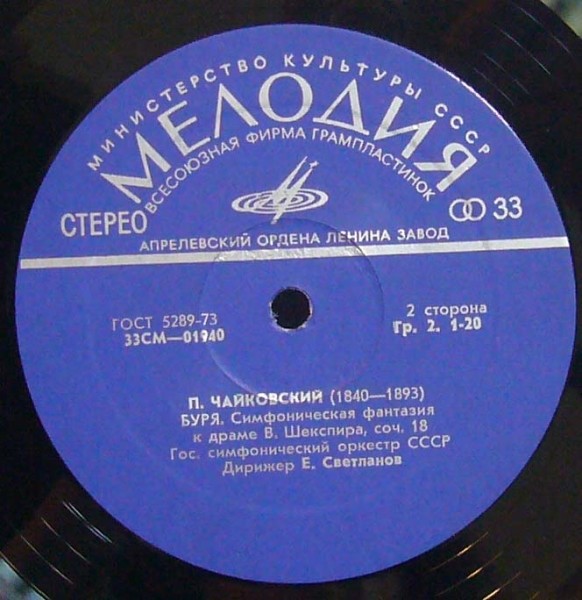 МИНИСТЕРСТВО КУЛЬТУРЫ СССР
МЕЛОДИЯ
ВСЕСОЮЗНАЯ ФИРМА ГРАМПЛАСТИНОК
СТЕРЕО
33
АПРЕЛЕВСКИЙ ОРДЕНА ЛЕНИНА ЗАВОД
ГОСТ 5289-73
33СМ—01940
2 сторона
Гр. 2. 1-20
П. ЧАЙКОВСКИЙ (1840—1893)
БУРЯ. Симфоническая фантазия
к драме В. Шекспира, соч. 18
Гос. симфонический оркестр СССР
Дирижер Е. Светланов